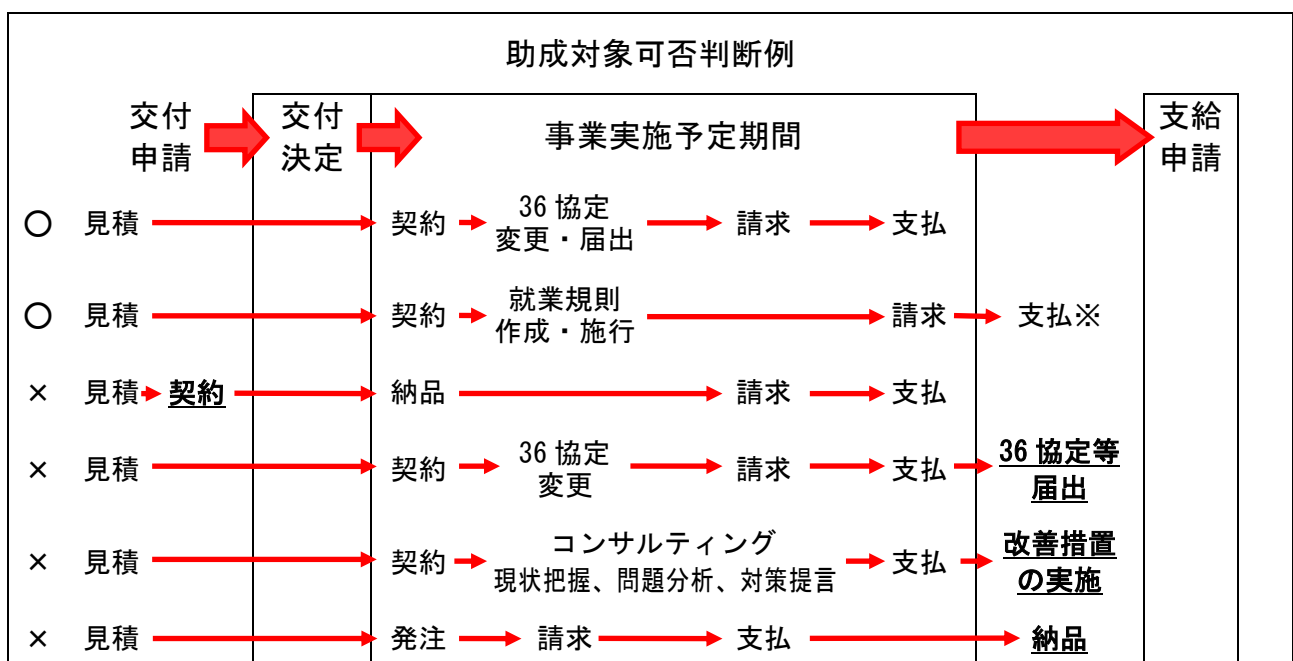 助成対象可否判断例
交付
申請
交付
決定
事業実施予定期間
支給
申請
○ 見積 契約 36協定
変更・届出 請求 支払
○ 見積 契約 就業規則
作成・施行 請求 支払※
× 見積 契約 納品 請求 支払
× 見積 契約 36協定
変更 請求 支払 36協定等
届出
× 見積 契約 コンサルティング
現状把握、問題分析、対策提言 支払 改善措置
の実施
× 見積 発注 請求 支払 納品